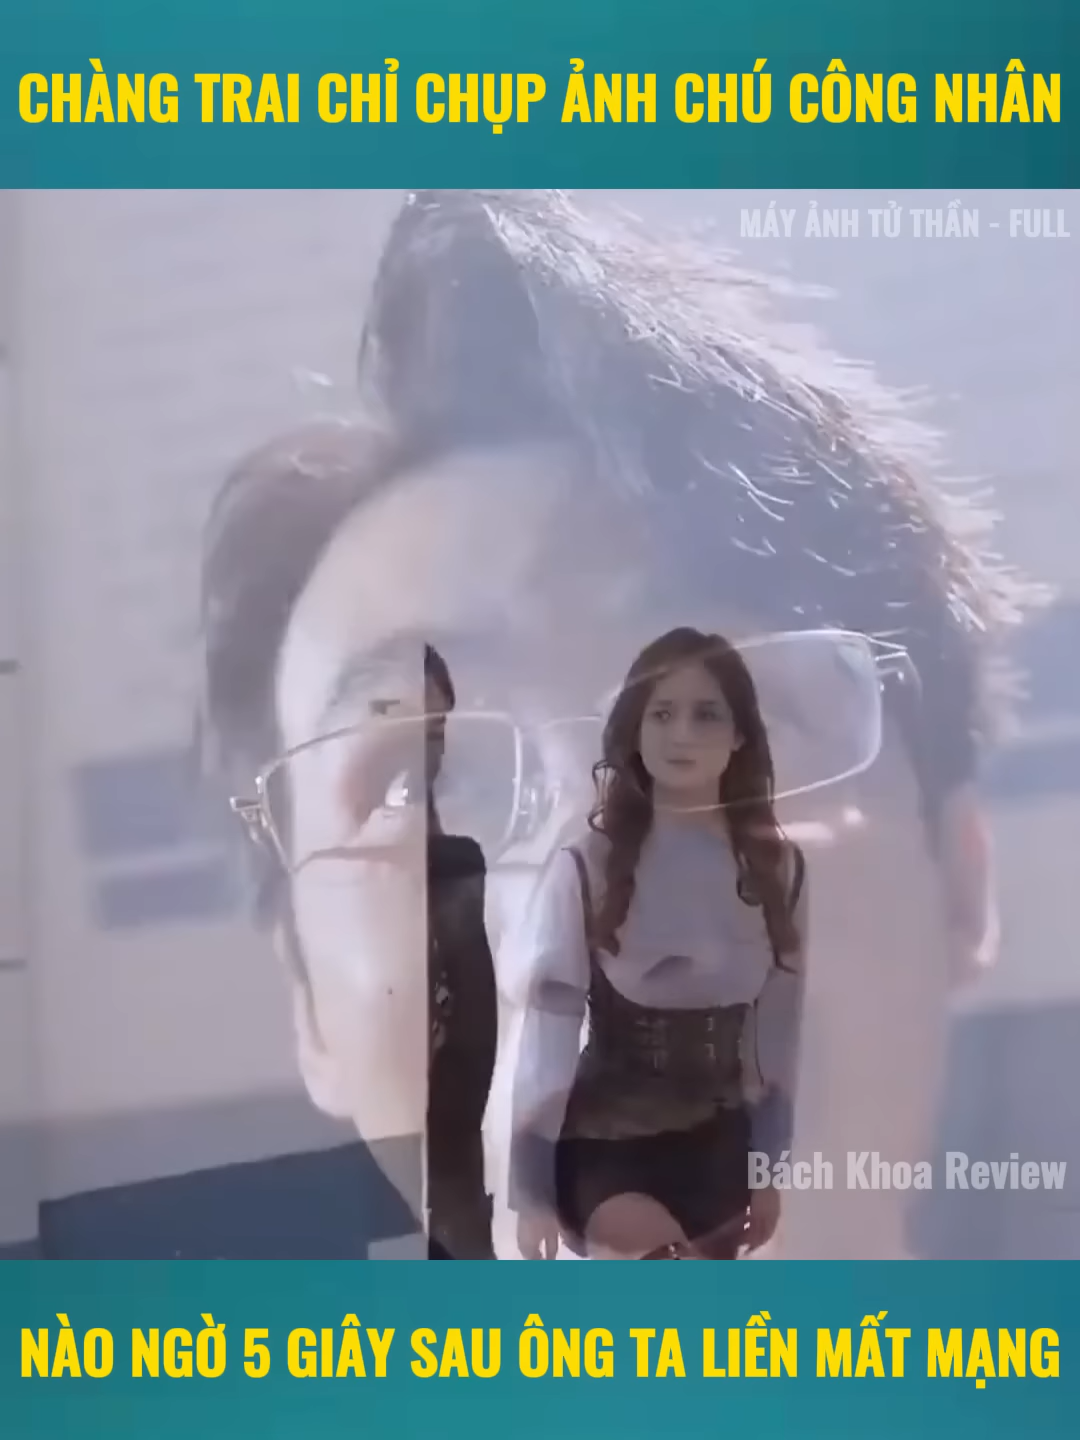 CHÀNG TRAI CHỈ CHỤP ẢNH CHÚ CÔNG NHÂN
MÁY ẢNH TỬ THẦN - FULL
Bách Khoa Review
NÀO NGỜ 5 GIÂY SAU ÔNG TA LIỀN MẤT MẠNG